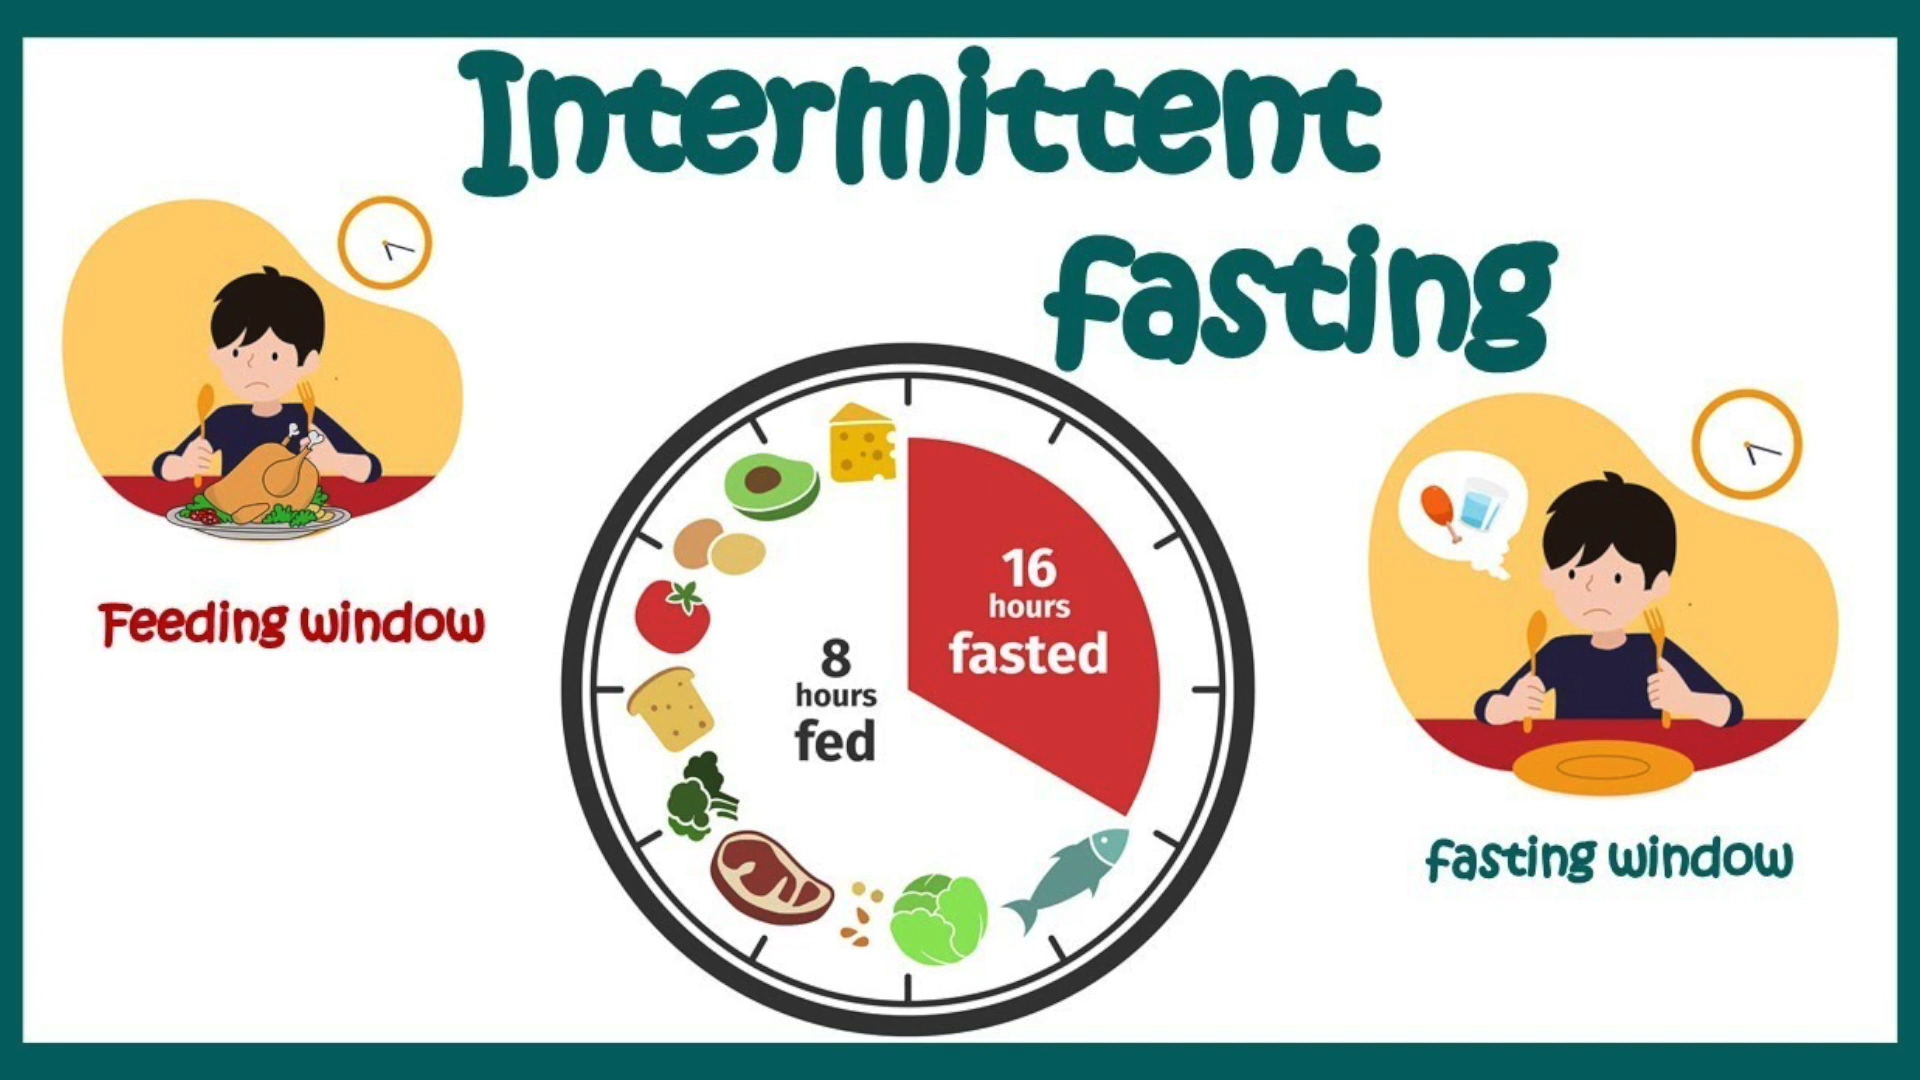 Intermittent
fasting
Feeding window
16
hours
fasted
8
hours
fed
fasting window